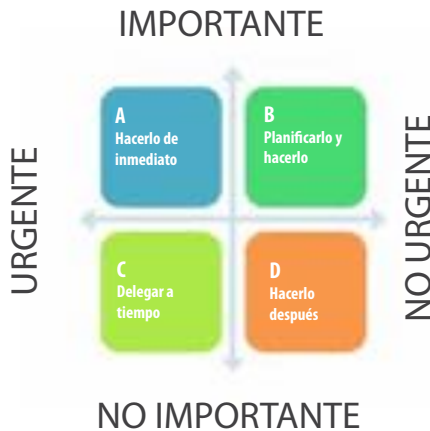 IMPORTANTE
A
Hacerlo de
inmediato
B
Planificarlo y
hacerlo
URGENTE
NO URGENTE
C
Delegar a
tiempo
D
Hacerlo
después
NO IMPORTANTE